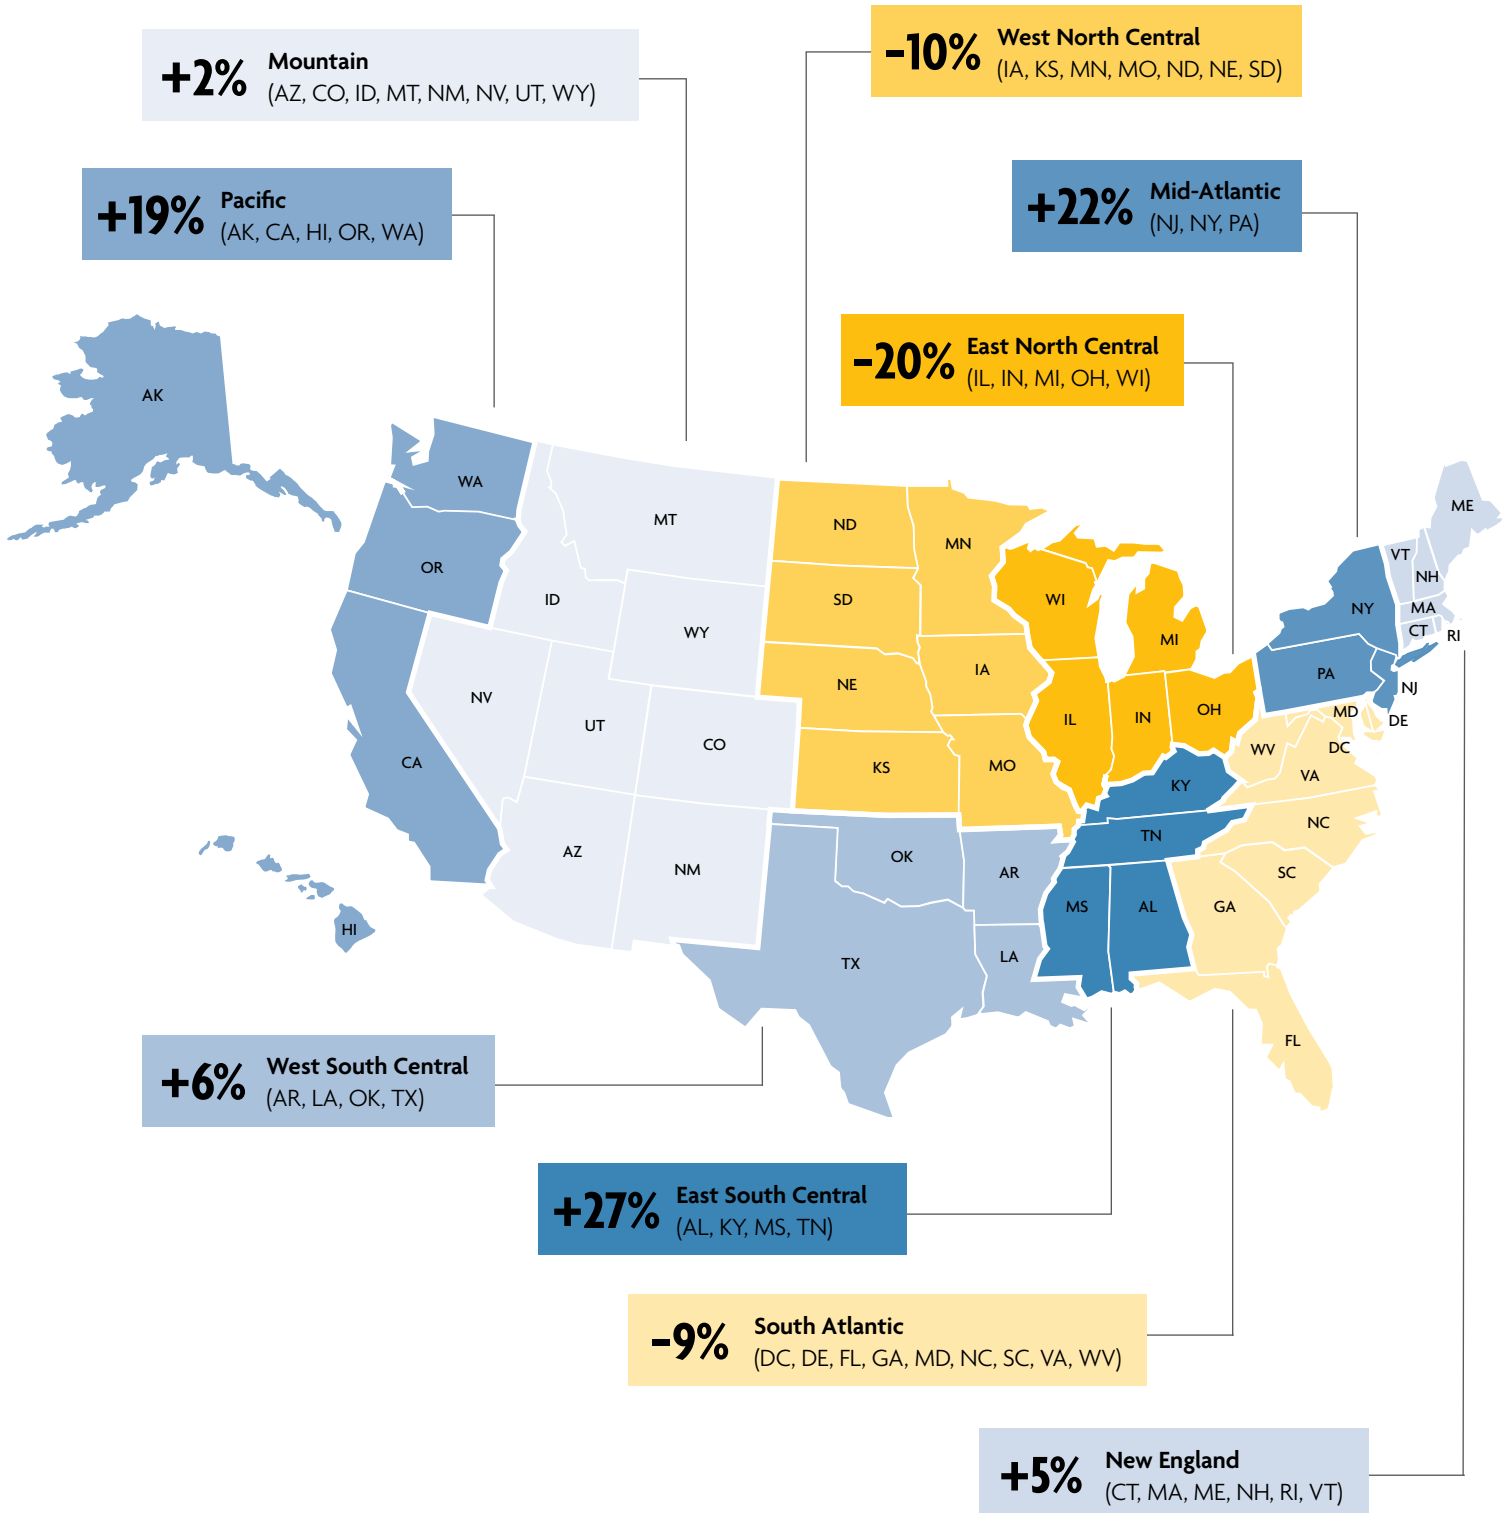 -10% West North Central
(IA, KS, MN, MO, ND, NE, SD)
+2% Mountain
(AZ, CO, ID, MT, NM, NV, UT, WY)
+19% Pacific
(AK, CA, HI, OR, WA)
+22% Mid-Atlantic
(NJ, NY, PA)
-20% East North Central
(IL, IN, MI, OH, WI)
AK
WA
MT
ND
MN
ME
OR
ID
SD
WI
VT
NH
WY
MI
NY
MA
CT
RI
NV
NE
IA
PA
NJ
UT
CO
IL
IN
OH
MD
DE
CA
KS
MO
KY
WV
DC
VA
AZ
NM
OK
AR
TN
NC
SC
HI
TX
LA
MS
AL
GA
FL
+6% West South Central
(AR, LA, OK, TX)
+27% East South Central
(AL, KY, MS, TN)
-9% South Atlantic
(DC, DE, FL, GA, MD, NC, SC, VA, WV)
+5% New England
(CT, MA, ME, NH, RI, VT)